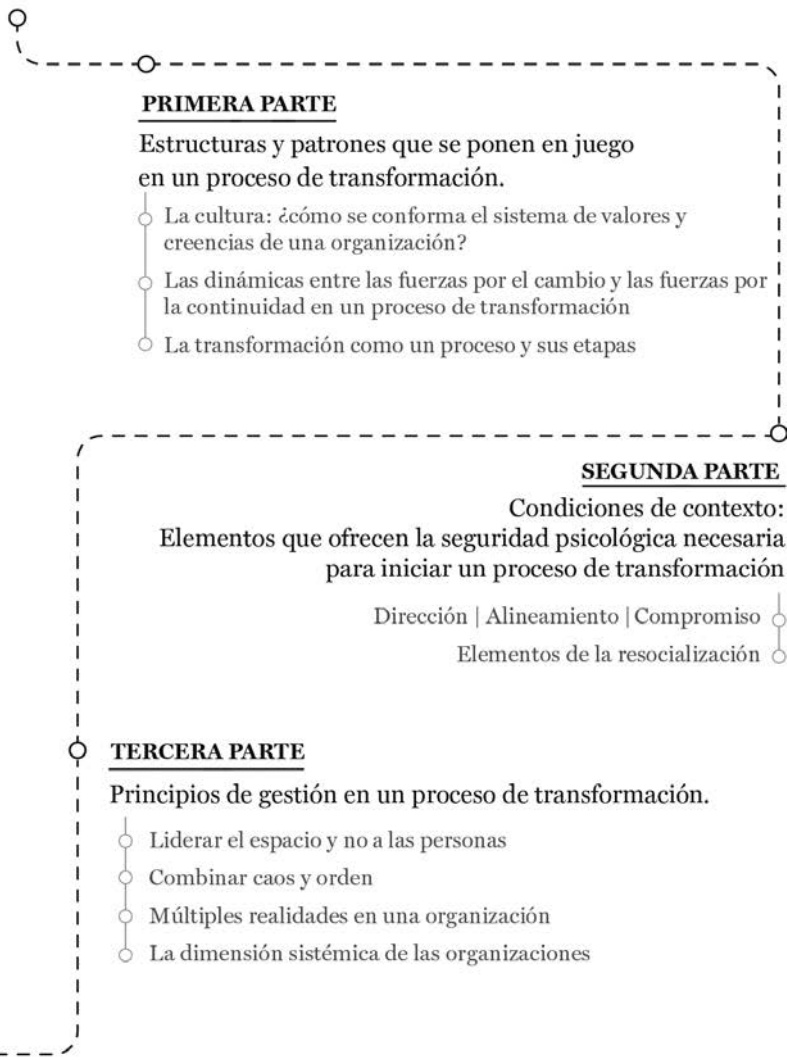 PRIMERA PARTE
Estructuras y patrones que se ponen en juego
en un proceso de transformación.
La cultura: ¿cómo se conforma el sistema de valores y
creencias de una organización?
Las dinámicas entre las fuerzas por el cambio y las fuerzas por
la continuidad en un proceso de transformación
La transformación como un proceso y sus etapas
SEGUNDA PARTE
Condiciones de contexto:
Elementos que ofrecen la seguridad psicológica necesaria
para iniciar un proceso de transformación
Dirección | Alineamiento | Compromiso
Elementos de la resocialización
TERCERA PARTE
Principios de gestión en un proceso de transformación.
Liderar el espacio y no a las personas
Combinar caos y orden
Múltiples realidades en una organización
La dimensión sistémica de las organizaciones